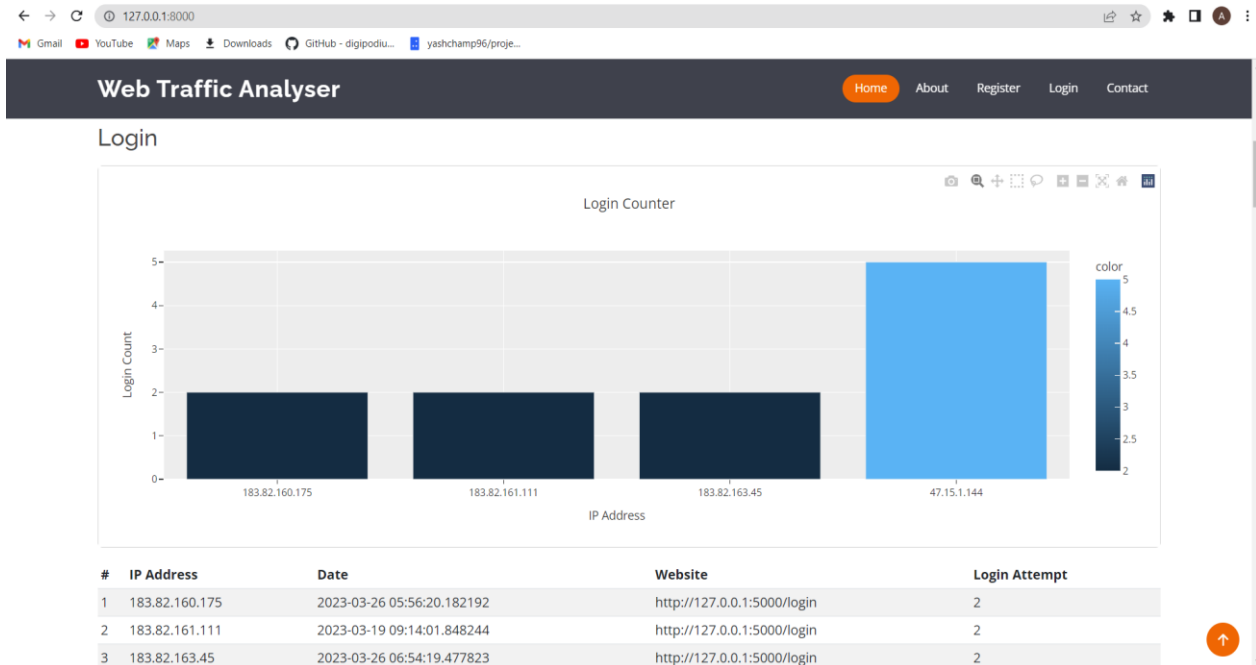 127.0.0.1:8000
A
Gmail YouTube Maps Downloads GitHub - digipodiu... yashchamp96/proje...
Web Traffic Analyser
Home About Register Login Contact
Login
Login Counter
color
5
4.5
4
3.5
3
2.5
2
Login Count
5
4
3
2
1
0
183.82.160.175 183.82.161.111 183.82.163.45 47.15.1.144
IP Address
# IP Address Date Website Login Attempt
1 183.82.160.175 2023-03-26 05:56:20.182192 http://127.0.0.1:5000/login 2
2 183.82.161.111 2023-03-19 09:14:01.848244 http://127.0.0.1:5000/login 2
3 183.82.163.45 2023-03-26 06:54:19.477823 http://127.0.0.1:5000/login 2